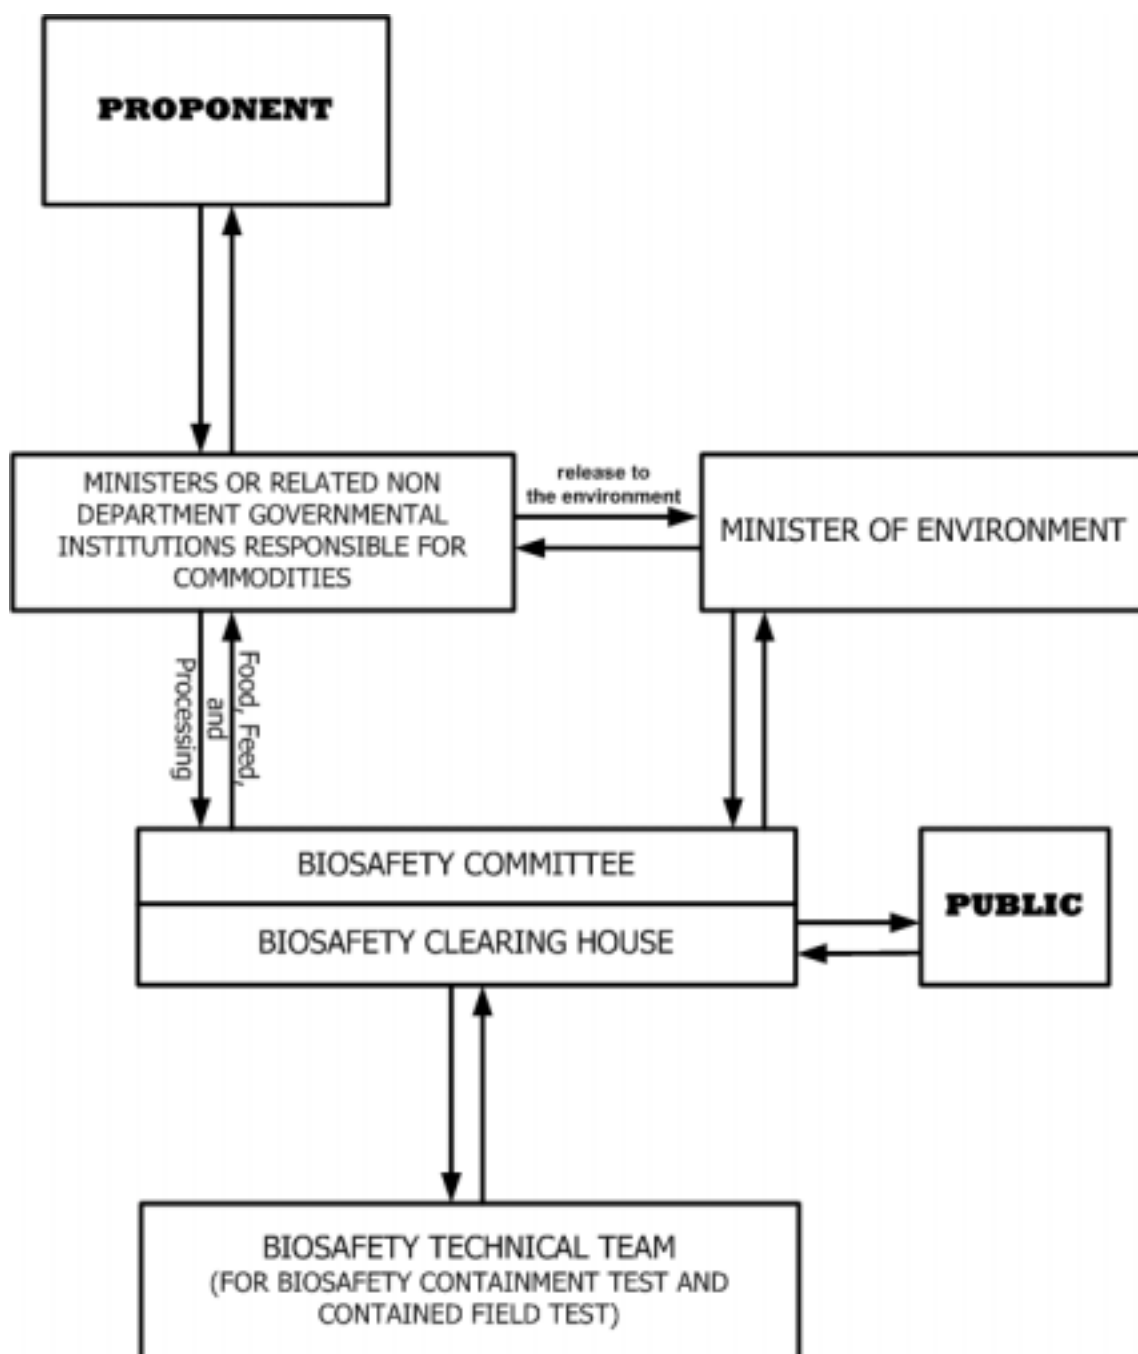 PROPONENT
MINISTERS OR RELATED NON
DEPARTMENT GOVERNMENTAL
INSTITUTIONS RESPONSIBLE FOR
COMMODITIES
release to
the environment
MINISTER OF ENVIRONMENT
Food, Feed,
and
Processing
BIOSAFETY COMMITTEE
BIOSAFETY CLEARING HOUSE
PUBLIC
BIOSAFETY TECHNICAL TEAM
(FOR BIOSAFETY CONTAINMENT TEST AND
CONTAINED FIELD TEST)